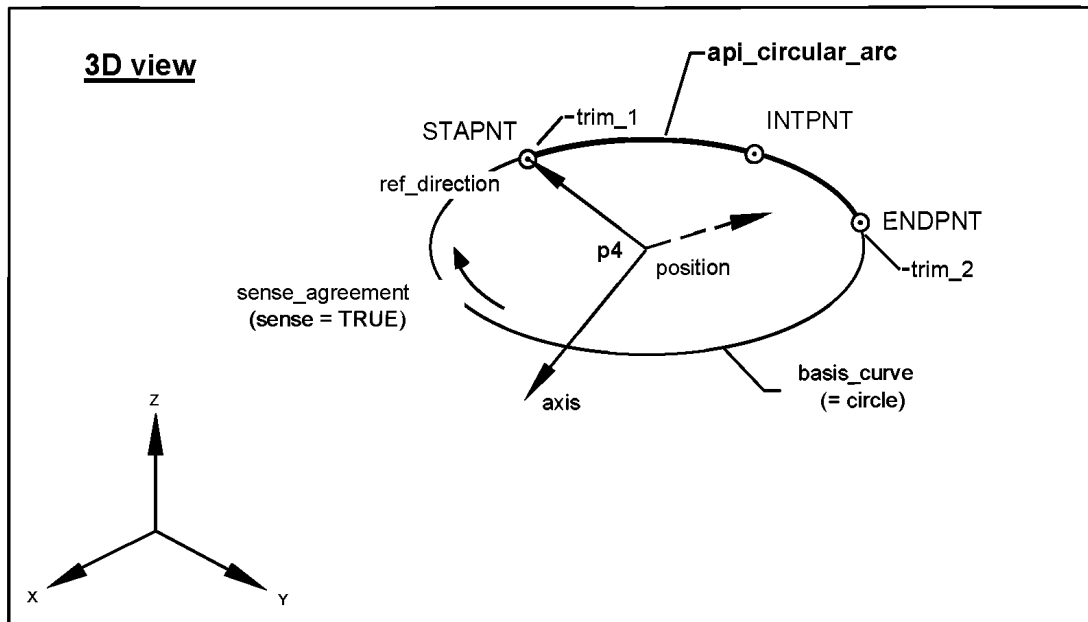 3D view
api_circular_arc
trim_1
STAPNT
INTPNT
ref_direction
ENDPNT
p4
position
trim_2
sense_agreement
(sense = TRUE)
basis_curve
(= circle)
axis
Z
X
Y